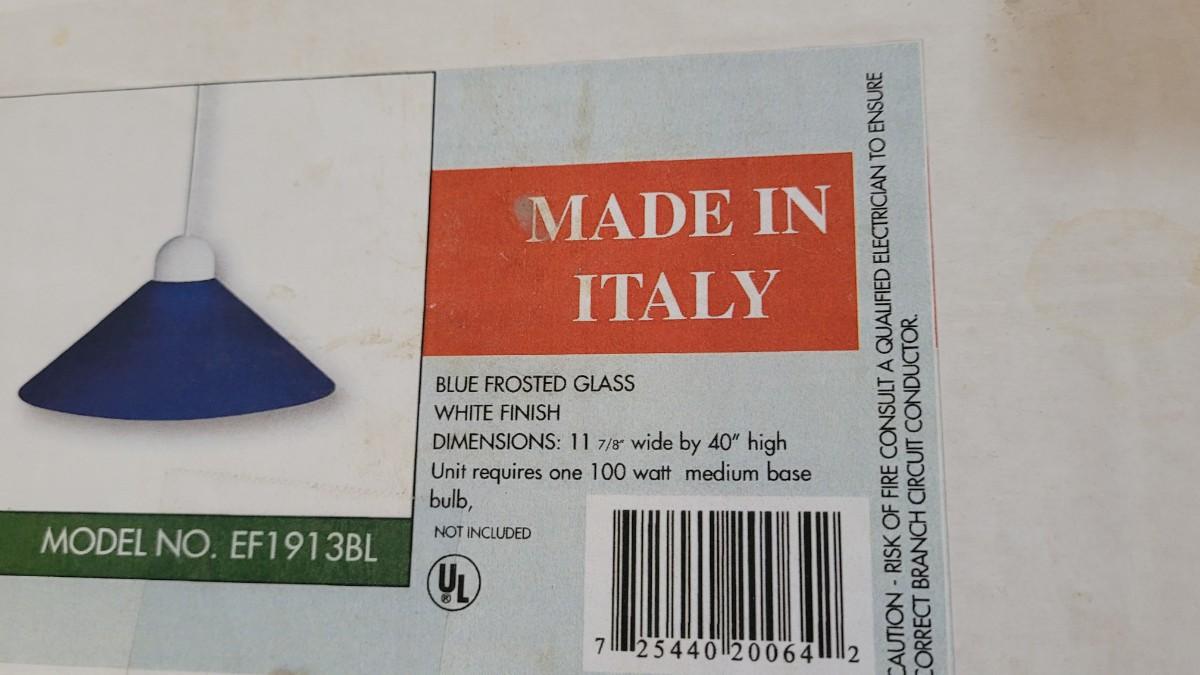 MADE IN
ITALY
BLUE FROSTED GLASS
WHITE FINISH
DIMENSIONS: 11 7/8" wide by 40" high
Unit requires one 100 watt medium base
bulb,
NOT INCLUDED
MODEL NO. EF1913BL
UL
®
7 25440 20064 2
CAUTION - RISK OF FIRE CONSULT A QUALIFIED ELECTRICIAN TO ENSURE
CORRECT BRANCH CIRCUIT CONDUCTOR.